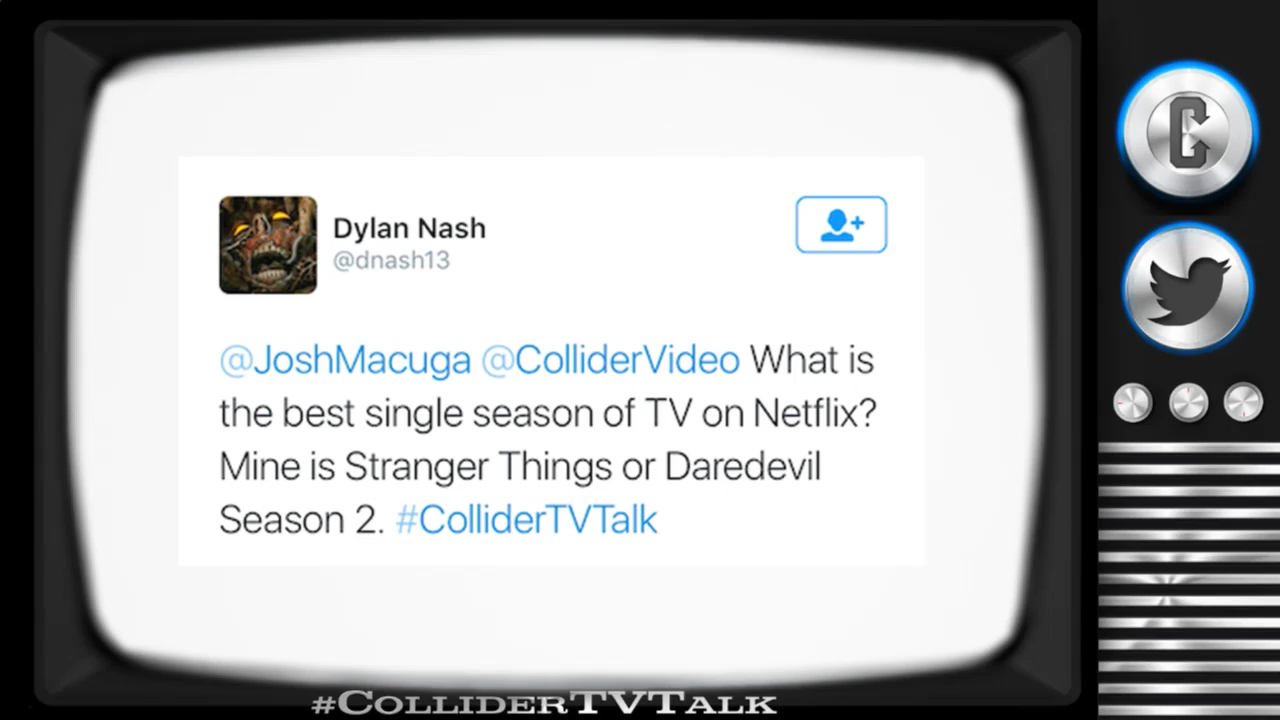 Dylan Nash
@dnash13
@JoshMacuga @ColliderVideo What is
the best single season of TV on Netflix?
Mine is Stranger Things or Daredevil
Season 2. #ColliderTVTalk
#ColliderTVTalk